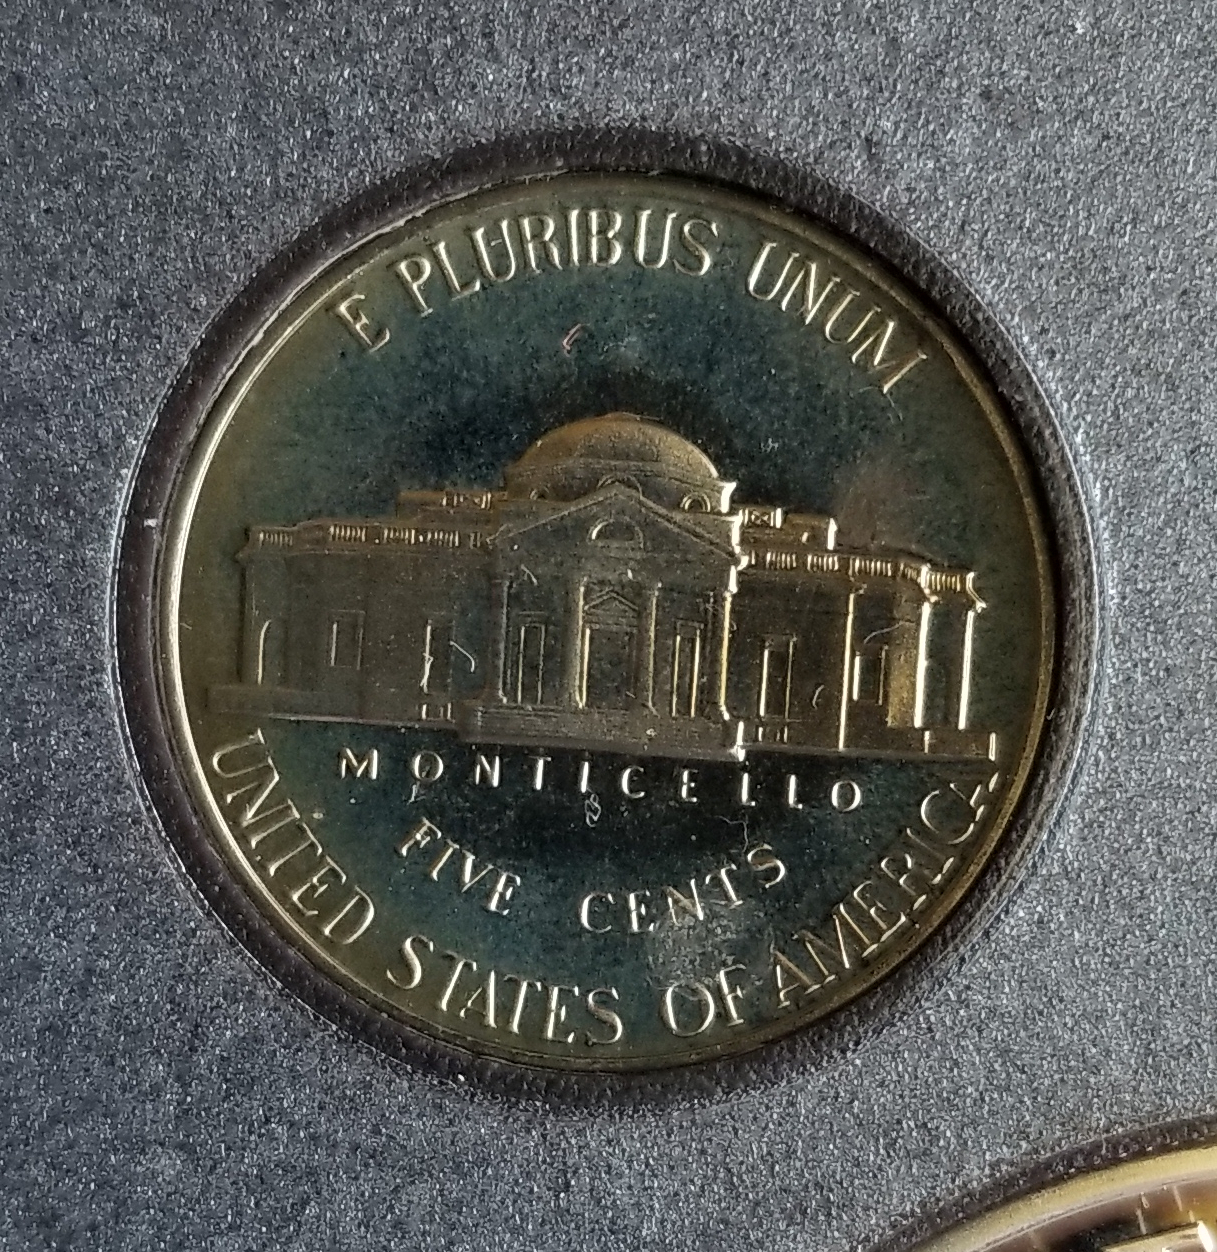 E PLURIBUS UNUM
MONTICELLO
FIVE CENTS
UNITED STATES OF AMERICA